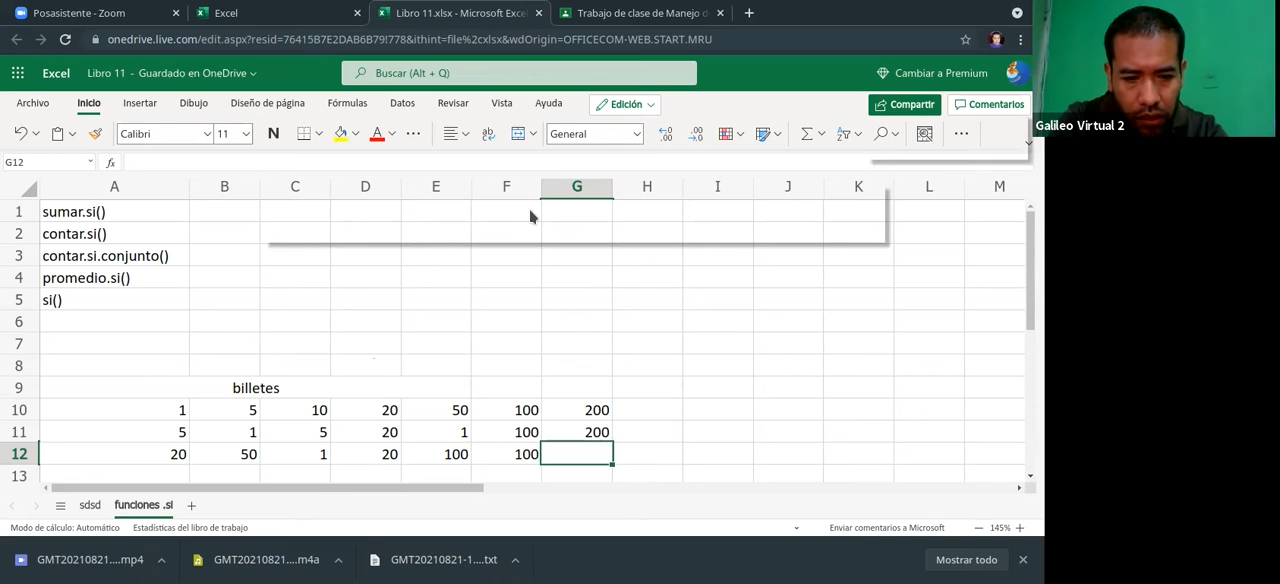 Posasistente - Zoom
Excel
Libro 11.xlsx - Microsoft Exce
Trabajo de clase de Manejo d
onedrive.live.com/edit.aspx?resid=76415B7E2DAB6B79!778&ithint=file%2cxlsx&wdOrigin=OFFICECOM-WEB.START.MRU
Excel
Libro 11 - Guardado en OneDrive
Buscar (Alt + Q)
Cambiar a Premium
Archivo Inicio Insertar Dibujo Diseño de página Fórmulas Datos Revisar Vista Ayuda Edición Compartir Comentarios
Galileo Virtual 2
Calibri 11 N A General
G12 fx
A B C D E F G H I J K L M
1 sumar.si()
2 contar.si()
3 contar.si.conjunto()
4 promedio.si()
5 si()
6
7
8
9 billetes
10 1 5 10 20 50 100 200
11 5 1 5 20 1 100 200
12 20 50 1 20 100 100
13
sdsd funciones .si
Modo de cálculo: Automático Estadísticas del libro de trabajo Enviar comentarios a Microsoft 145%
GMT20210821....mp4 GMT20210821....m4a GMT20210821-1....txt Mostrar todo